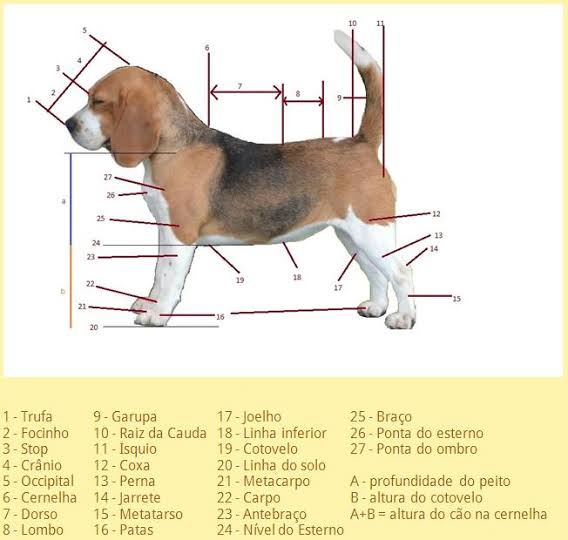 5
10
11
6
4
3
7
2
8
9
1
27
26
a
25
12
13
24
14
23
19
18
17
22
b
15
21
16
20
1 - Trufa
2 - Focinho
3 - Stop
4 - Crânio
5 - Occipital
6 - Cernelha
7 - Dorso
8 - Lombo
9 - Garupa
10 - Raiz da Cauda
11 - Isquio
12 - Coxa
13 - Perna
14 - Jarrete
15 - Metatarso
16 - Patas
17 - Joelho
18 - Linha inferior
19 - Cotovelo
20 - Linha do solo
21 - Metacarpo
22 - Carpo
23 - Antebraço
24 - Nível do Esterno
25 - Braço
26 - Ponta do esterno
27 - Ponta do ombro
A - profundidade do peito
B - altura do cotovelo
A+B = altura do cão na cernelha